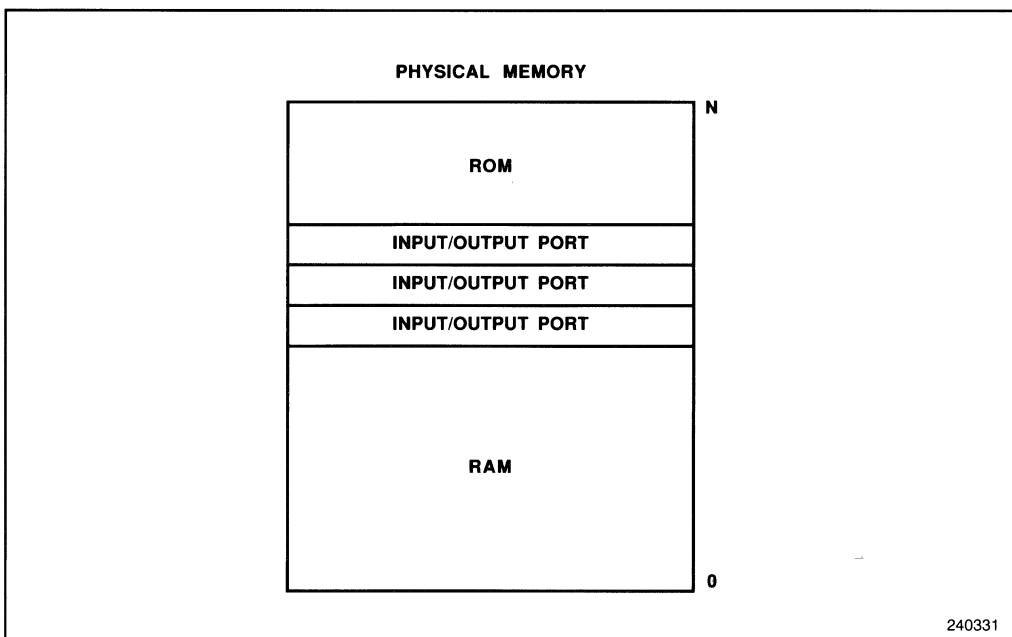 PHYSICAL MEMORY
N
ROM
INPUT/OUTPUT PORT
INPUT/OUTPUT PORT
INPUT/OUTPUT PORT
RAM
0
240331